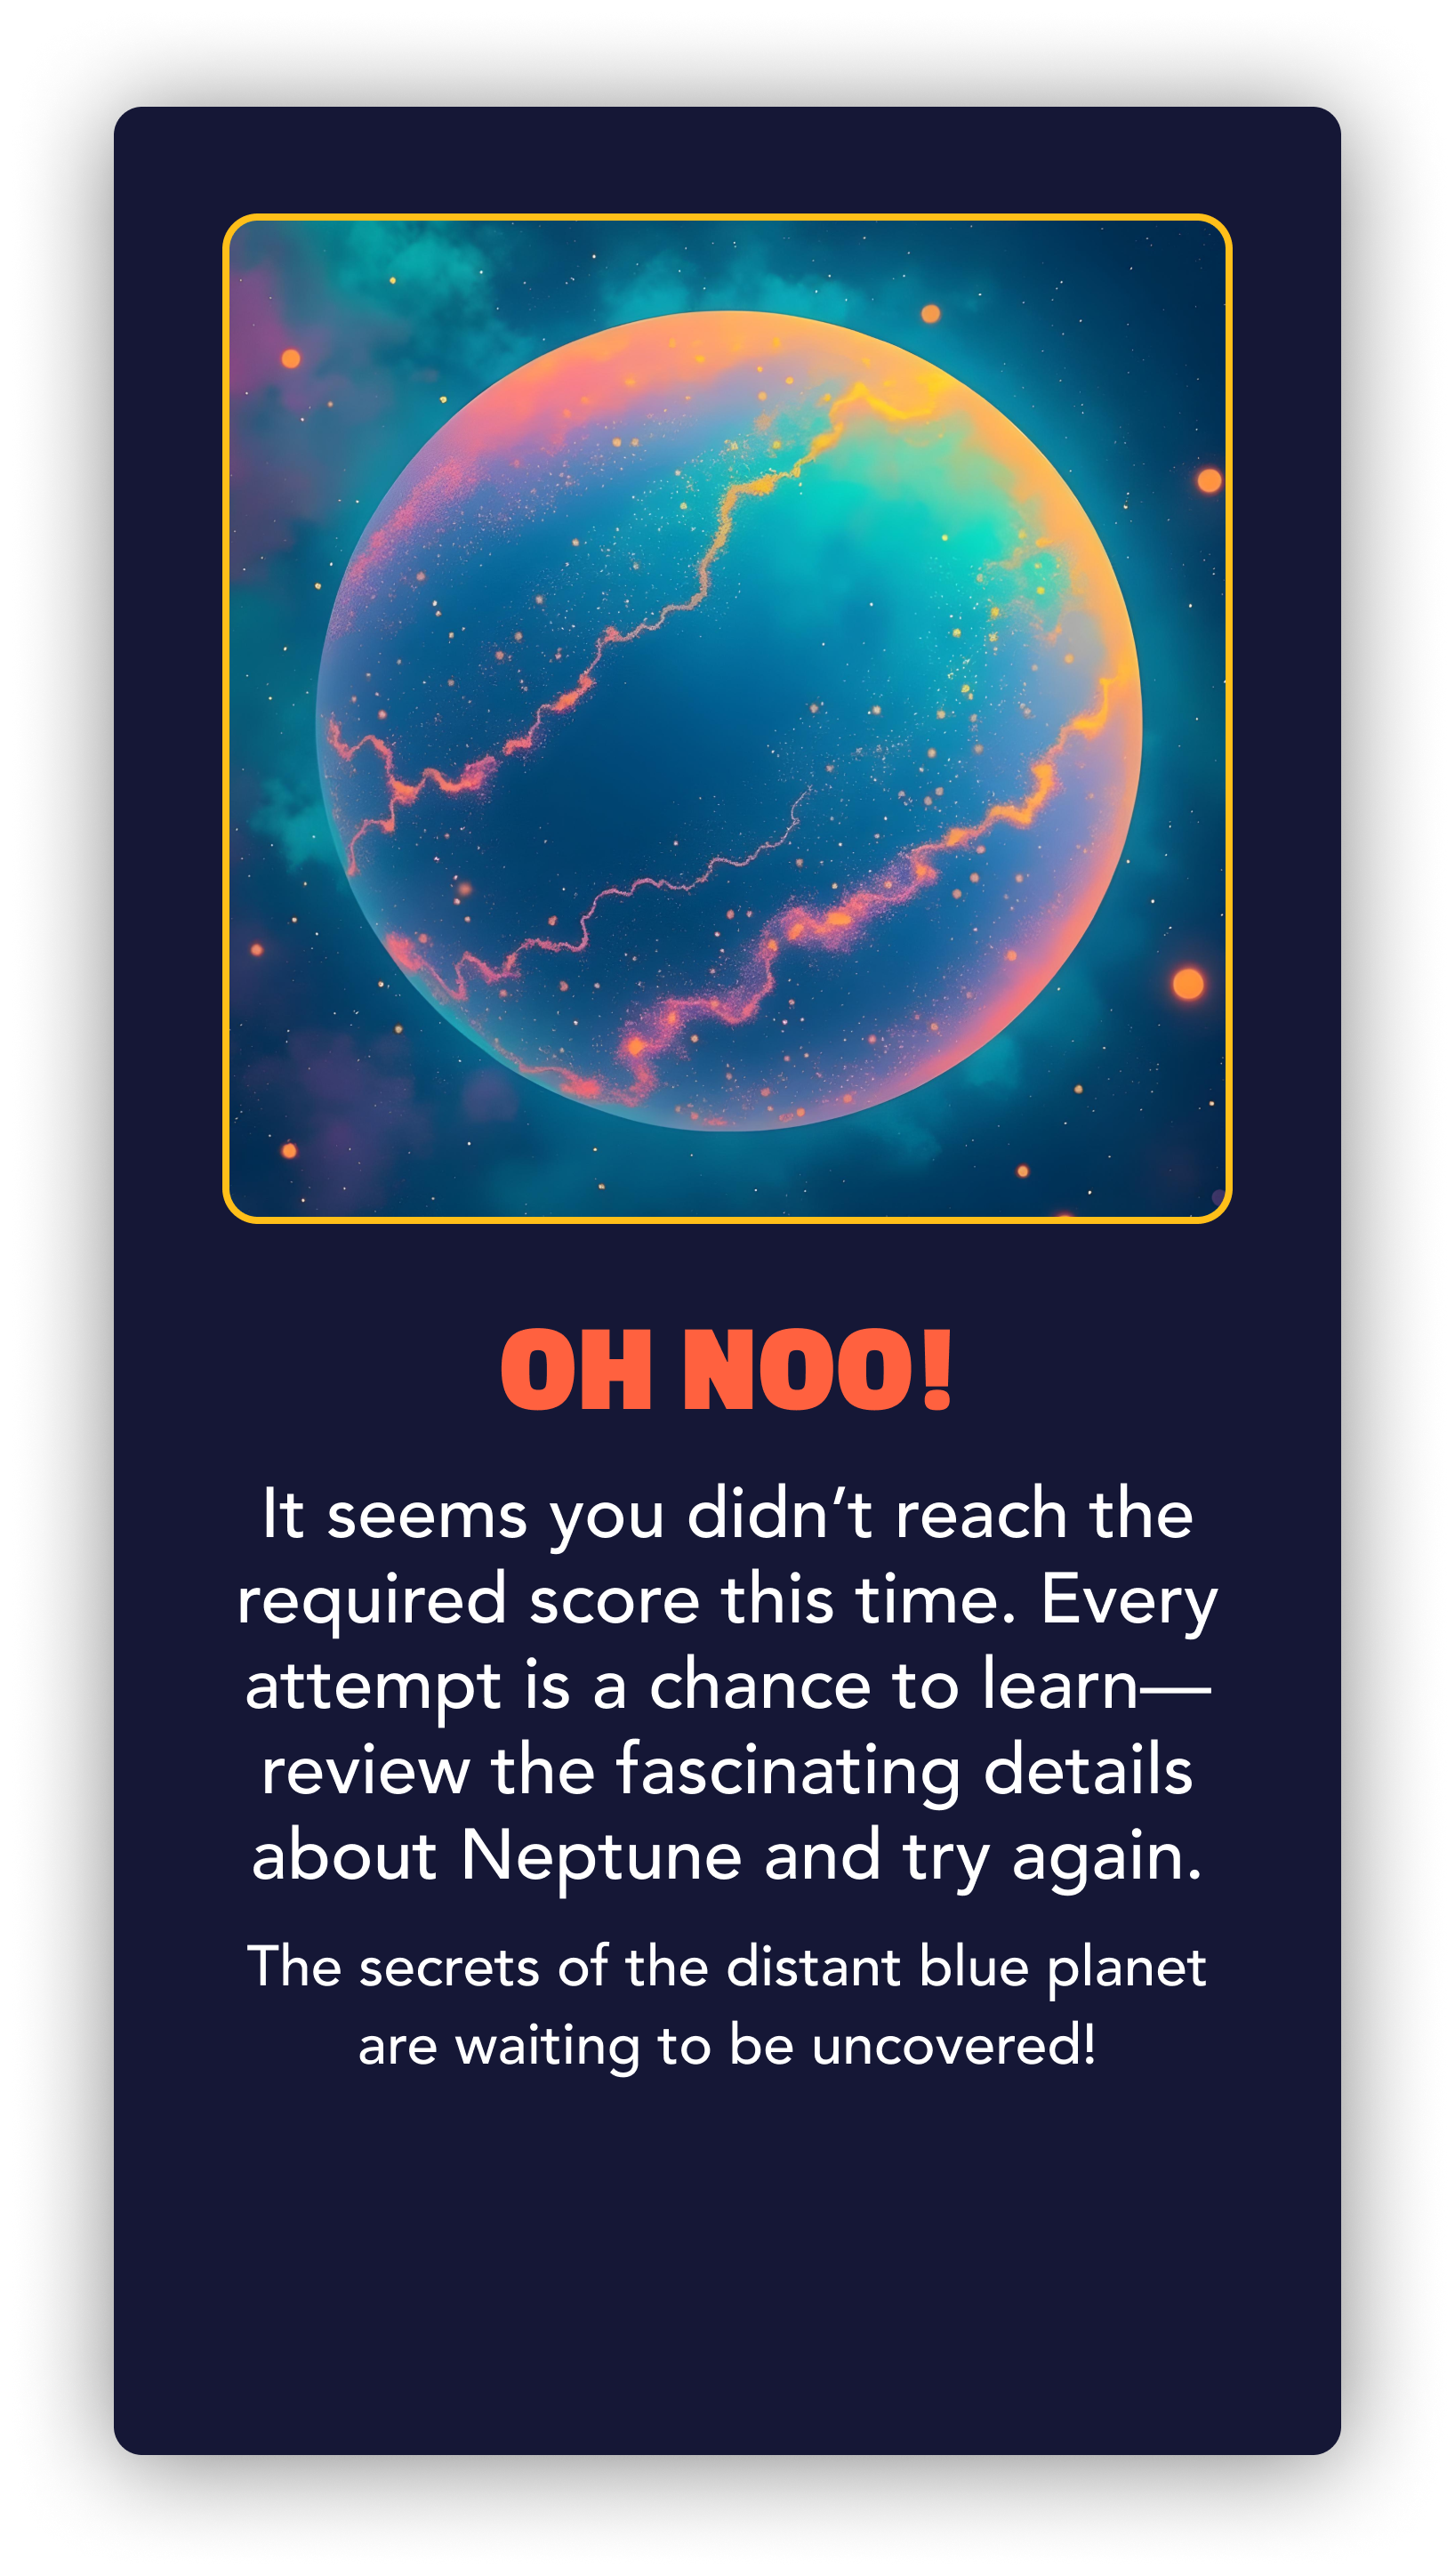 OH NOO!
It seems you didn’t reach the
required score this time. Every
attempt is a chance to learn—
review the fascinating details
about Neptune and try again.
The secrets of the distant blue planet
are waiting to be uncovered!